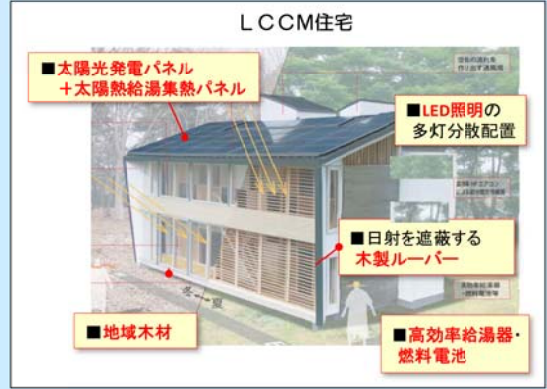 LCCM住宅
■太陽光発電パネル
＋太陽熱給湯集熱パネル
■LED照明の
多灯分散配置
■日射を遮蔽する
木製ルーバー
冬 夏
■地域木材
■高効率給湯器・
燃料電池